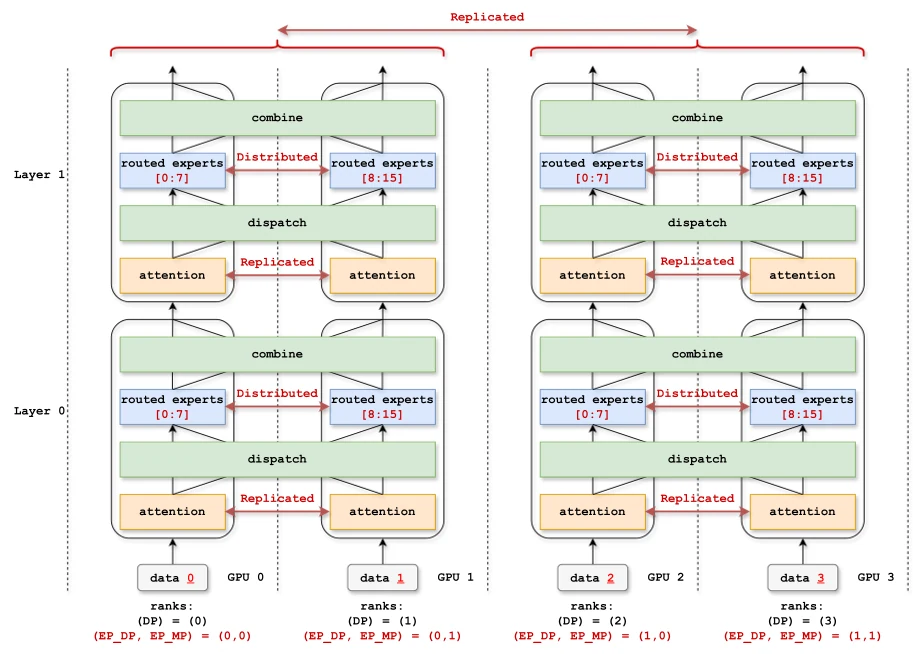 Replicated
combine combine
Layer 1
routed experts Distributed routed experts routed experts Distributed routed experts
[0:7] [8:15] [0:7] [8:15]
dispatch dispatch
attention Replicated attention attention Replicated attention
combine combine
Layer 0
routed experts Distributed routed experts routed experts Distributed routed experts
[0:7] [8:15] [0:7] [8:15]
dispatch dispatch
attention Replicated attention attention Replicated attention
data 0 GPU 0 data 1 GPU 1 data 2 GPU 2 data 3 GPU 3
ranks: ranks: ranks: ranks:
(DP) = (0) (DP) = (1) (DP) = (2) (DP) = (3)
(EP_DP, EP_MP) = (0,0) (EP_DP, EP_MP) = (0,1) (EP_DP, EP_MP) = (1,0) (EP_DP, EP_MP) = (1,1)